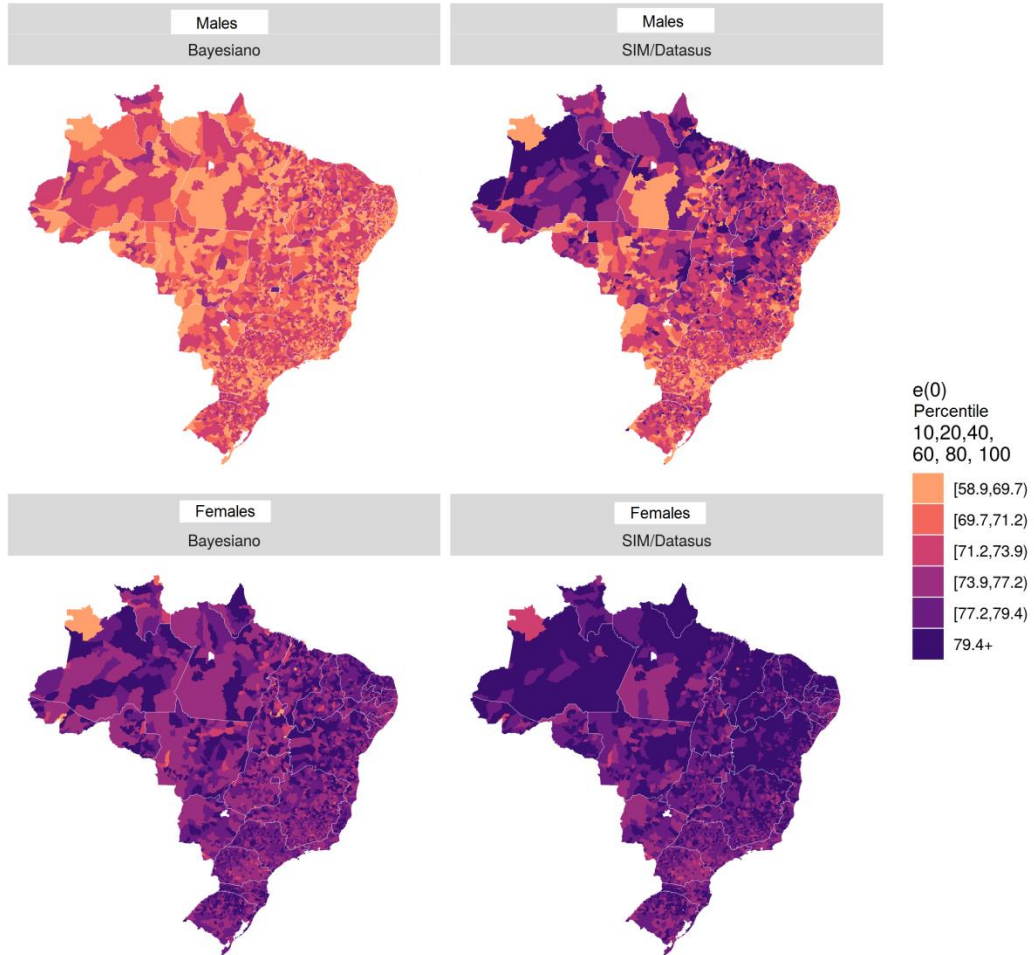 Males
Bayesiano
Males
SIM/Datasus
e(0)
Percentile
10,20,40,
60, 80, 100
[58.9,69.7)
[69.7,71.2)
[71.2,73.9)
[73.9,77.2)
[77.2,79.4)
79.4+
Females
Bayesiano
Females
SIM/Datasus